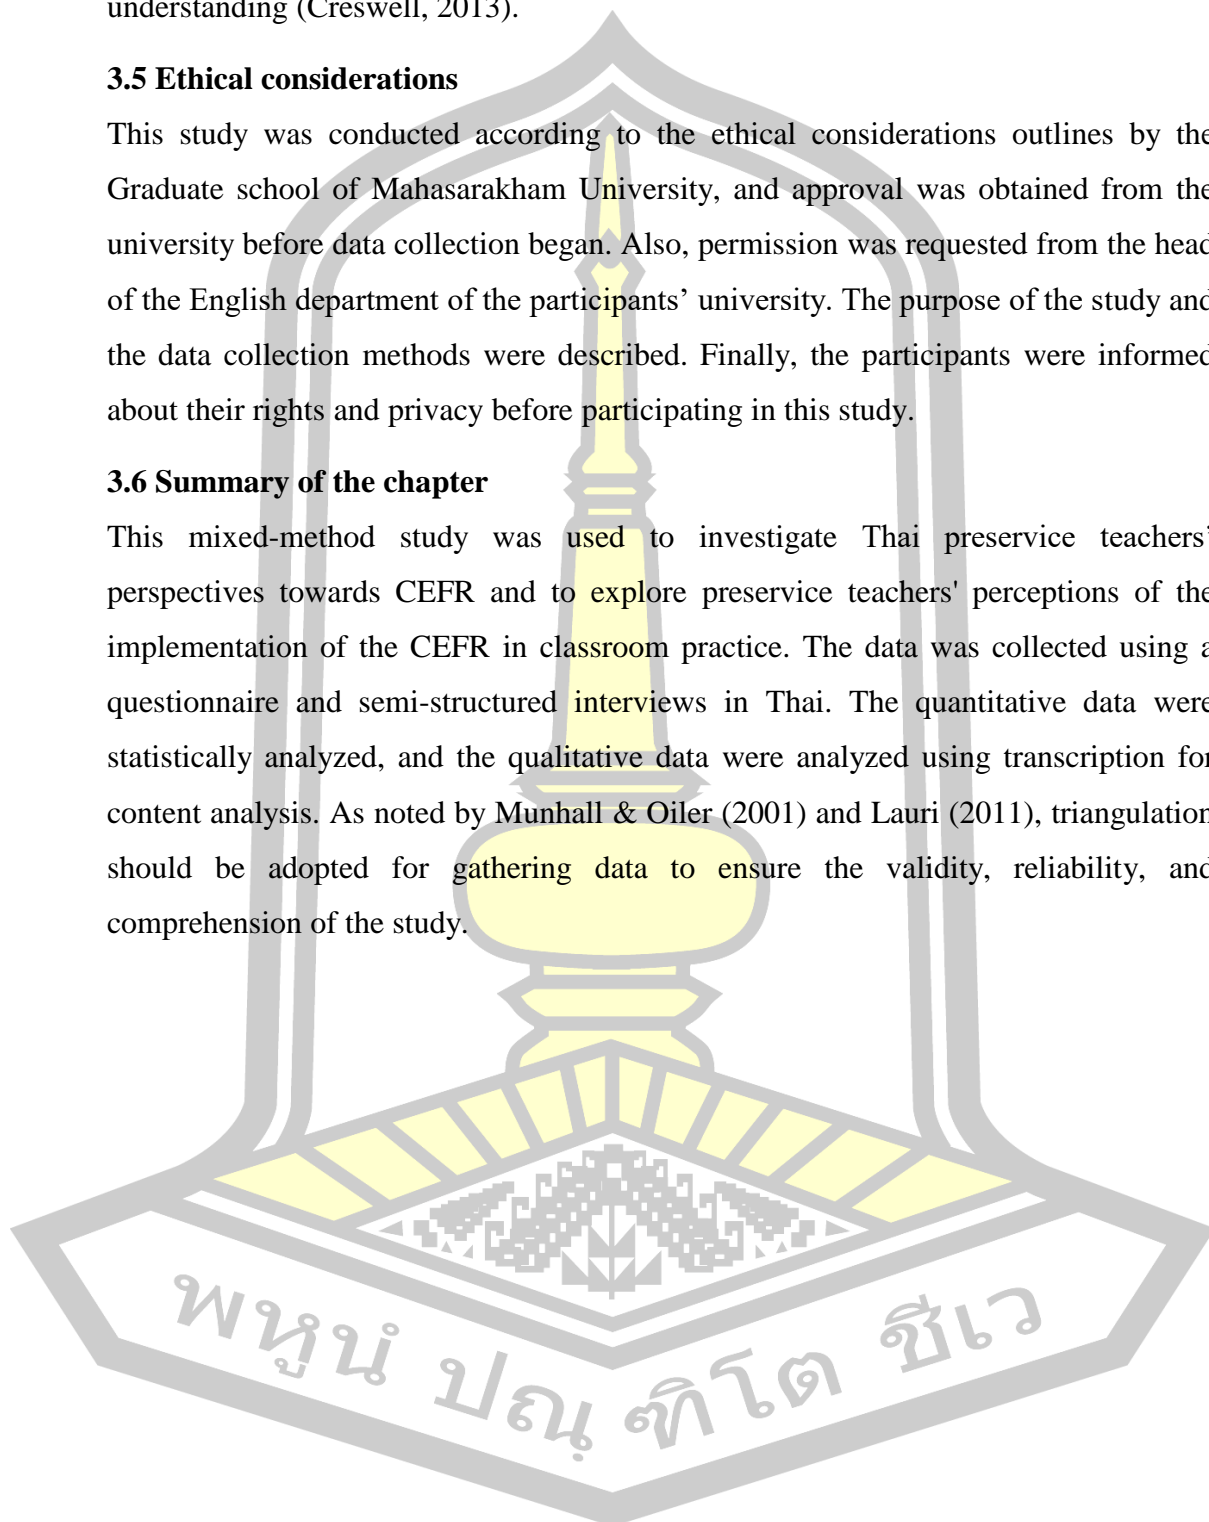 understanding (Creswell, 2013).
3.5 Ethical considerations
This study was conducted according to the ethical considerations outlines by the
Graduate school of Mahasarakham University, and approval was obtained from the
university before data collection began. Also, permission was requested from the head
of the English department of the participants’ university. The purpose of the study and
the data collection methods were described. Finally, the participants were informed
about their rights and privacy before participating in this study.
3.6 Summary of the chapter
This mixed-method study was used to investigate Thai preservice teachers’
perspectives towards CEFR and to explore preservice teachers' perceptions of the
implementation of the CEFR in classroom practice. The data was collected using a
questionnaire and semi-structured interviews in Thai. The quantitative data were
statistically analyzed, and the qualitative data were analyzed using transcription for
content analysis. As noted by Munhall & Oiler (2001) and Lauri (2011), triangulation
should be adopted for gathering data to ensure the validity, reliability, and
comprehension of the study.
พหูนํ ปณฺฑิโต ชีเว